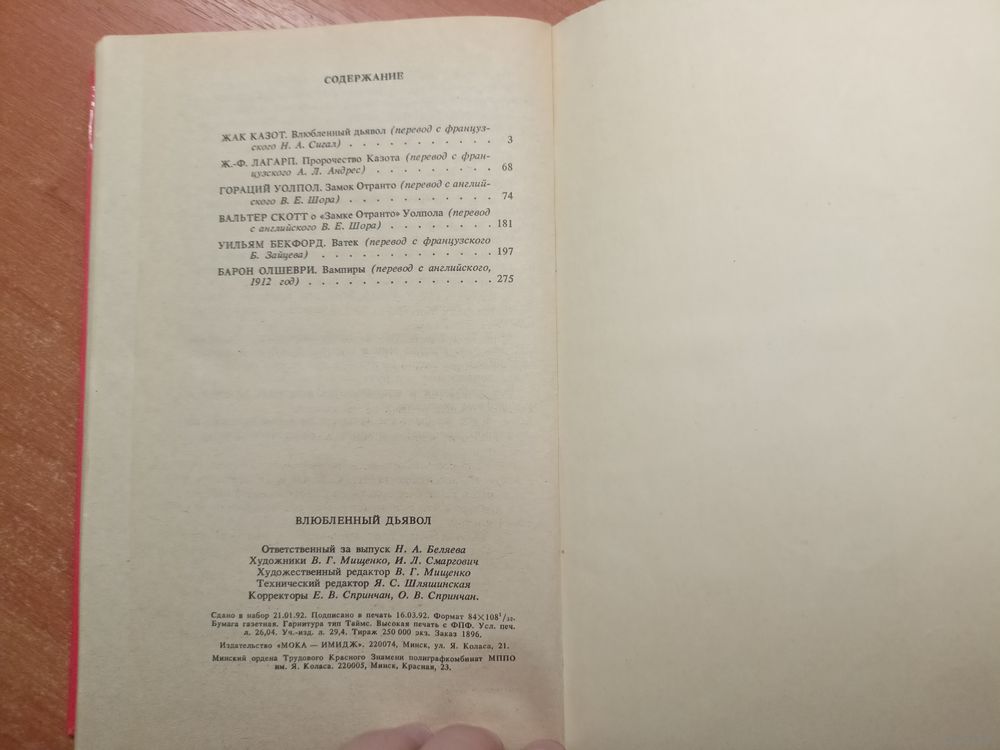 СОДЕРЖАНИЕ
ЖАК КАЗОТ. Влюбленный дьявол (перевод с француз-
ского Н. А. Сигал) . . . . . . . . . . . 3
Ж.-Ф. ЛАГАРП. Пророчество Казота (перевод с фран-
цузского А. Л. Андрес) . . . . . . . . . 68
ГОРАЦИЙ УОЛПОЛ. Замок Отранто (перевод с английс-
ского В. Е. Шора) . . . . . . . . . . . 74
ВАЛЬТЕР СКОТТ о «Замке Отранто» Уолпола (перевод
с английского В. Е. Шора) . . . . . . . . 181
УИЛЬЯМ БЕКФОРД. Ватек (перевод с французского
Б. Зайцева) . . . . . . . . . . . . . 197
БАРОН ОЛШЕВРИ. Вампиры (перевод с английского,
1912 год) . . . . . . . . . . . . . . 275
ВЛЮБЛЕННЫЙ ДЬЯВОЛ
Ответственный за выпуск Н. А. Беляева
Художники В. Г. Мищенко, И. Л. Смаргович
Художественный редактор В. Г. Мищенко
Технический редактор Я. С. Шляшинская
Корректоры Е. В. Спринчан, О. В. Спринчан.
Сдано в набор 21.01.92. Подписано в печать 16.03.92. Формат 84×108¹/₃₂.
Бумага газетная. Гарнитура тип Таймс. Высокая печать с ФПФ. Усл. печ.
л. 26,04. Уч.-изд. л. 29,4. Тираж 250 000 экз. Заказ 1896.
Издательство «МОКА — ИМИДЖ». 220074, Минск, ул. Я. Коласа, 21.
Минский ордена Трудового Красного Знамени полиграфкомбинат МППО
им. Я. Коласа. 220005, Минск, Красная, 23.